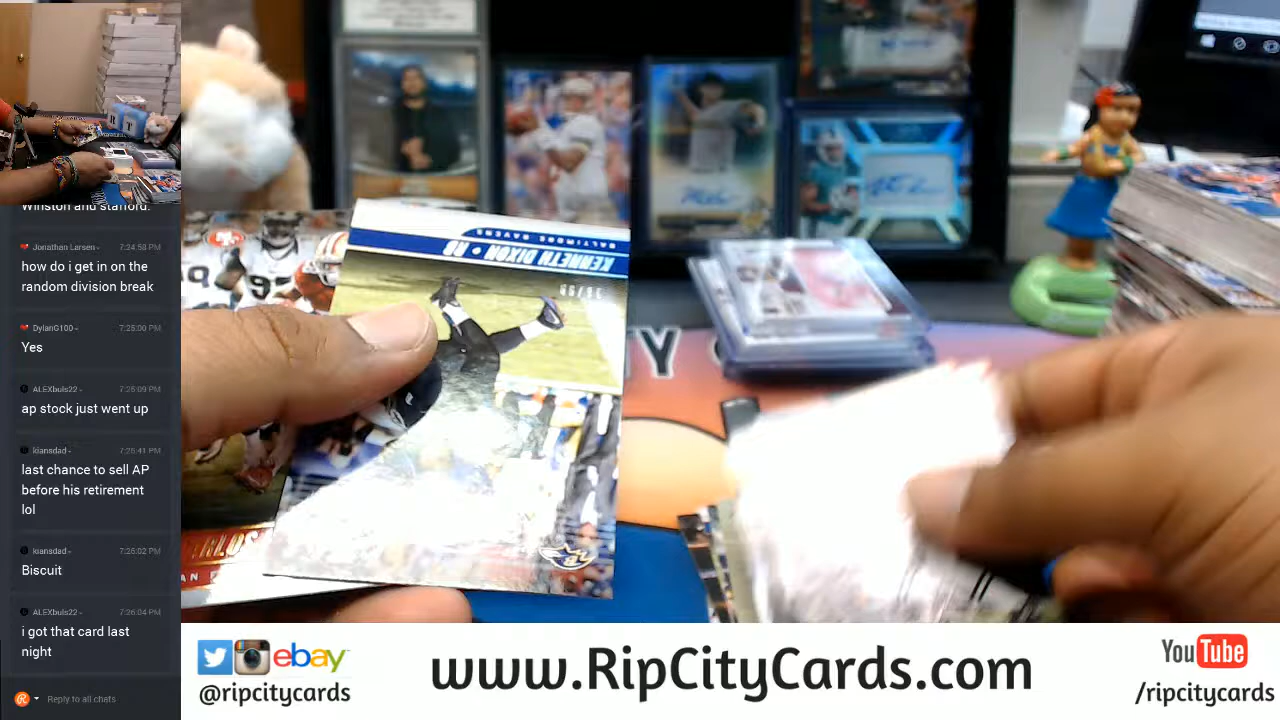 Winston and stafford.
Jonathan Larsen 7:24:58 PM
how do i get in on the
random division break
DylanG100 7:25:00 PM
Yes
ALEXbuls22 7:25:09 PM
ap stock just went up
kiansdad 7:25:41 PM
last chance to sell AP
before his retirement
lol
kiansdad 7:26:02 PM
Biscuit
ALEXbuls22 7:26:04 PM
i got that card last
night
Reply to all chats
BALTIMORE RAVENS
KENNETH DIXON • RB
97
Y
ebay
@ripcitycards
www.RipCityCards.com
YouTube
/ripcitycards